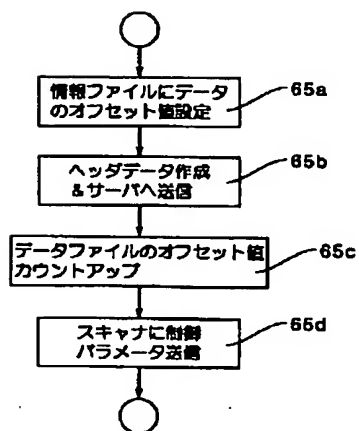 情報ファイルにデータ
のオフセット値設定
65a
ヘッダデータ作成
&サーバへ送信
65b
データファイルのオフセット値
カウントアップ
65c
スキャナに制御
パラメータ送信
65d